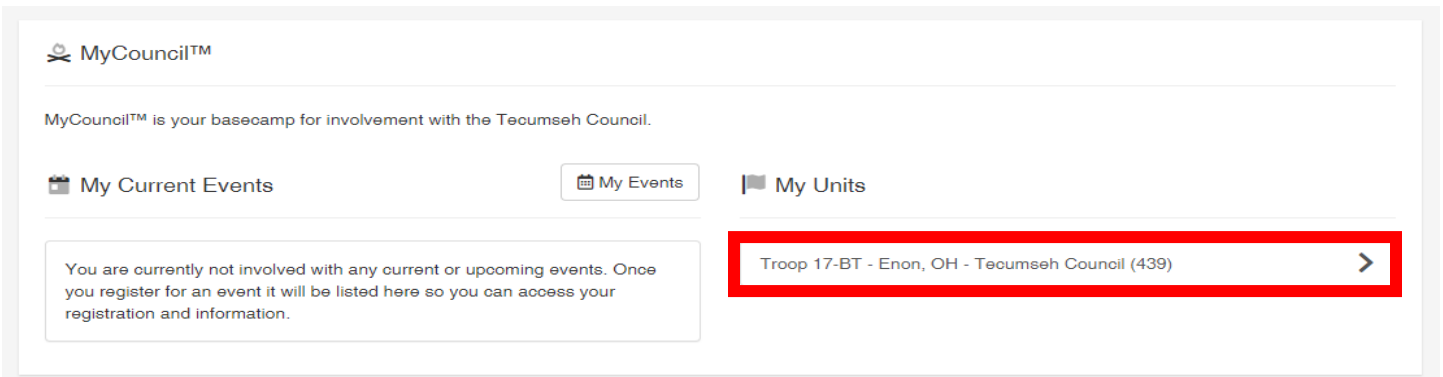 MyCouncil™
MyCouncil™ is your basecamp for involvement with the Tecumseh Council.
My Current Events
My Events
You are currently not involved with any current or upcoming events. Once
you register for an event it will be listed here so you can access your
registration and information.
My Units
Troop 17-BT - Enon, OH - Tecumseh Council (439)